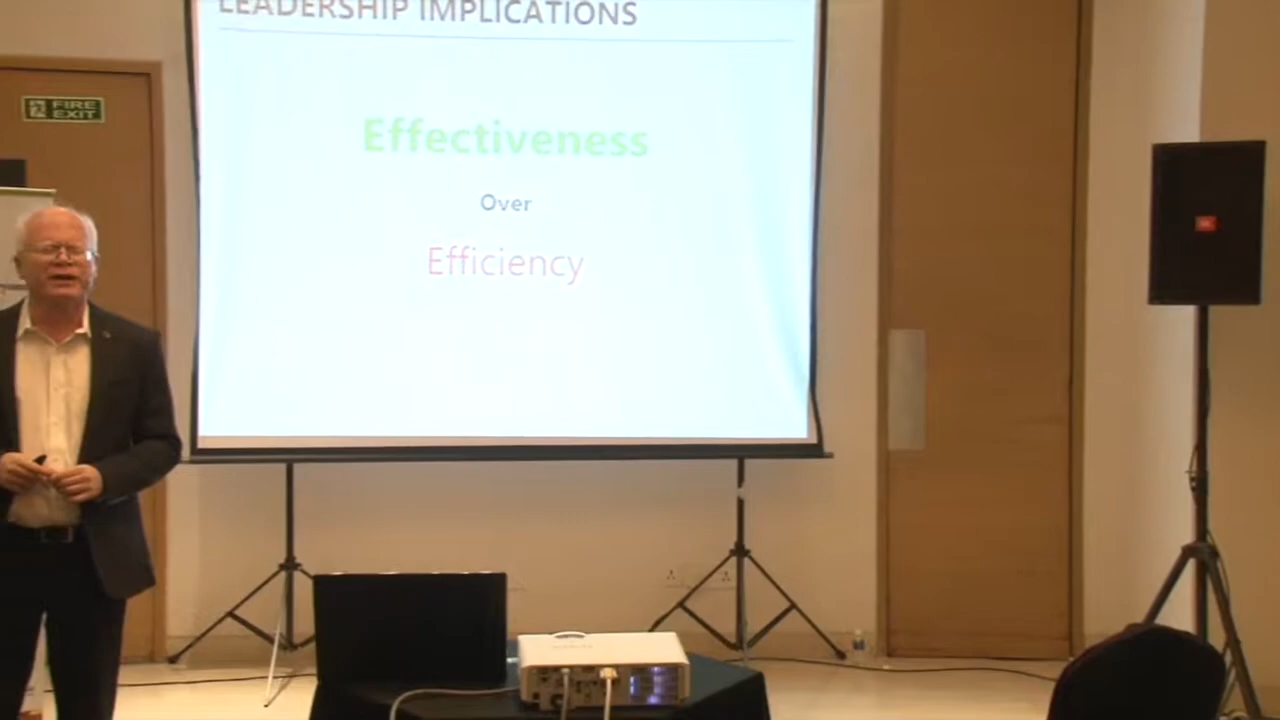 LEADERSHIP IMPLICATIONS
FIRE
EXIT
Effectiveness
Over
Efficiency